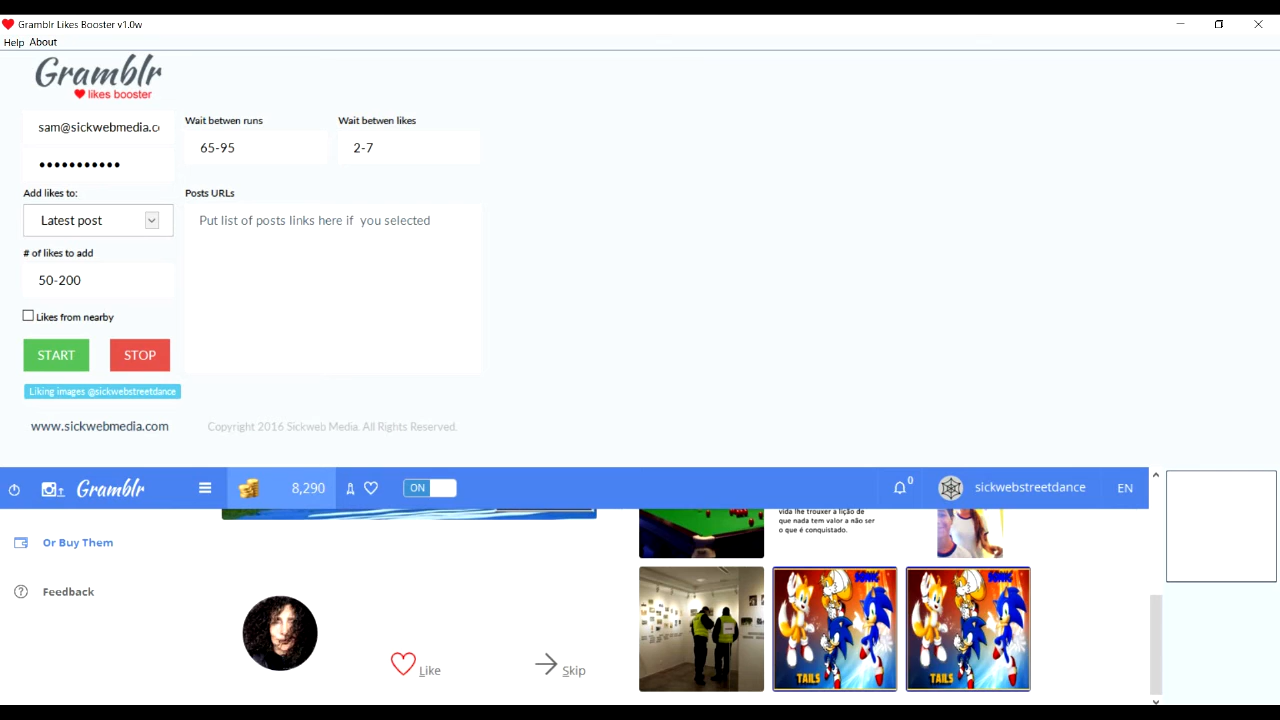 Gramblr Likes Booster v1.0w
Help About
Gramblr
likes booster
sam@sickwebmedia.c
Wait betwen runs
Wait betwen likes
65-95
2-7
•••••••••••
Add likes to:
Posts URLs
Latest post
Put list of posts links here if you selected
# of likes to add
50-200
Likes from nearby
START
STOP
Liking images @sickwebstreetdance
www.sickwebmedia.com
Copyright 2016 Sickweb Media. All Rights Reserved.
Gramblr
8,290
ON
0
sickwebstreetdance
EN
vida lhe trouxer a lição de
que nada tem valor a não ser
o que é conquistado.
Or Buy Them
Feedback
Like
Skip
SONIC
TAILS
SONIC
TAILS